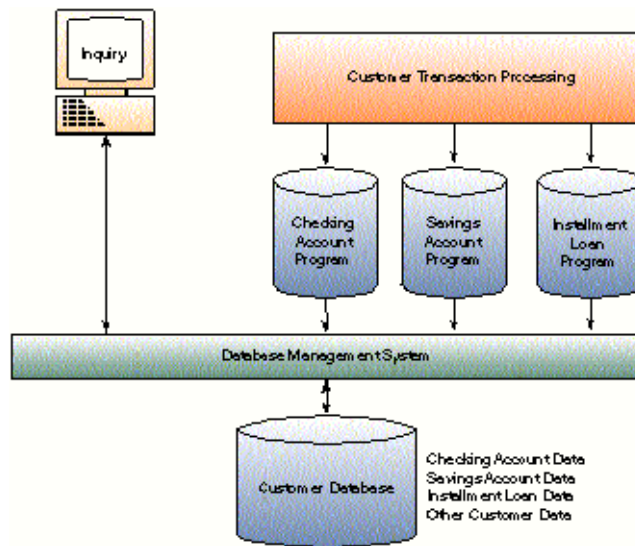 Inquiry
Customer Transaction Processing
Checking
Account
Program
Savings
Account
Program
Installment
Loan
Program
Database Management System
Customer Database
Checking Account Data
Savings Account Data
Installment Loan Data
Other Customer Data